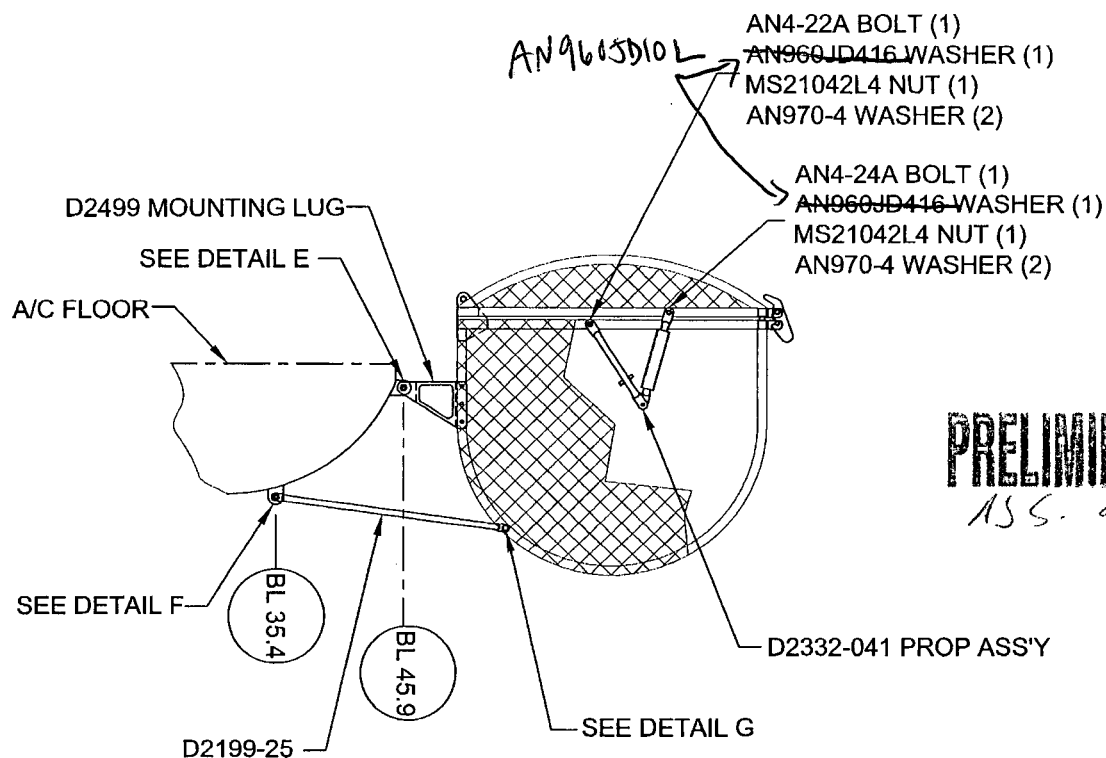 AN960JD10L
AN4-22A BOLT (1)
AN960JD416 WASHER (1)
MS21042L4 NUT (1)
AN970-4 WASHER (2)
AN4-24A BOLT (1)
AN960JD416 WASHER (1)
MS21042L4 NUT (1)
AN970-4 WASHER (2)
D2499 MOUNTING LUG
SEE DETAIL E
A/C FLOOR
SEE DETAIL F
BL 35.4
BL 45.9
D2199-25
SEE DETAIL G
D2332-041 PROP ASS'Y